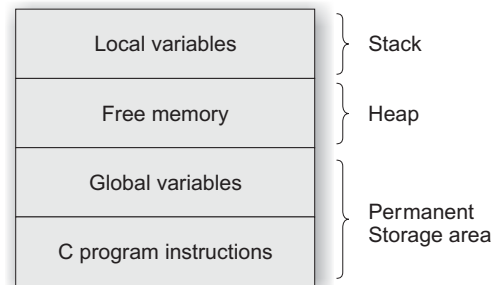 Local variables
Stack
Free memory
Heap
Global variables
C program instructions
Permanent
Storage area